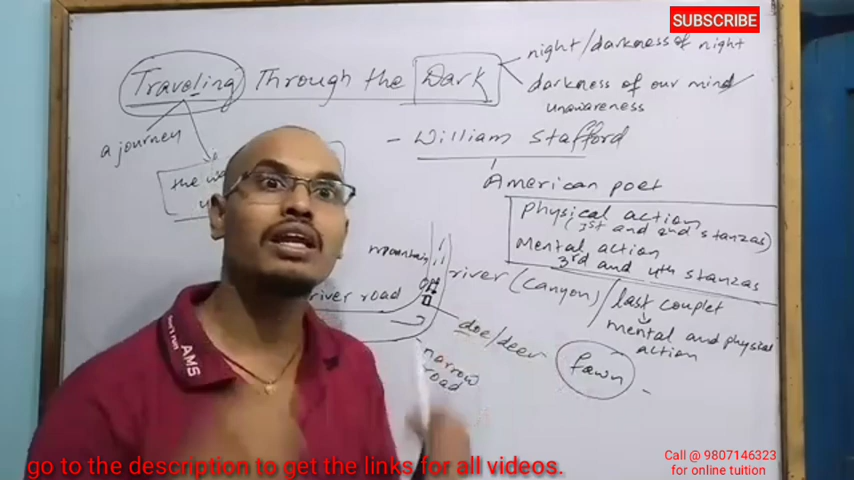 SUBSCRIBE
Traveling Through the Dark
night/darkness of night
darkness of our mind
unawareness
a journey
- William Stafford
American poet
the
physical action
(1st and 2nd stanzas)
Mental action
3rd and 4th stanzas
mountain
river (Canyon)
river road
last couplet
mental and physical
action
doe/deer
fawn
narrow
road
AMS
go to the description to get the links for all videos.
Call @ 9807146323
for online tuition